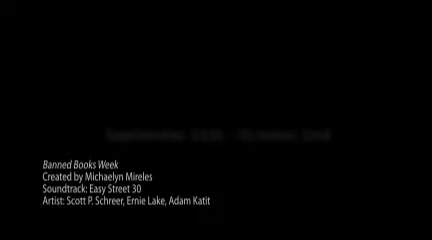 Banned Books Week
Created by Michaelyn Mireles
Soundtrack: Easy Street 30
Artist: Scott P. Schreer, Ernie Lake, Adam Katit